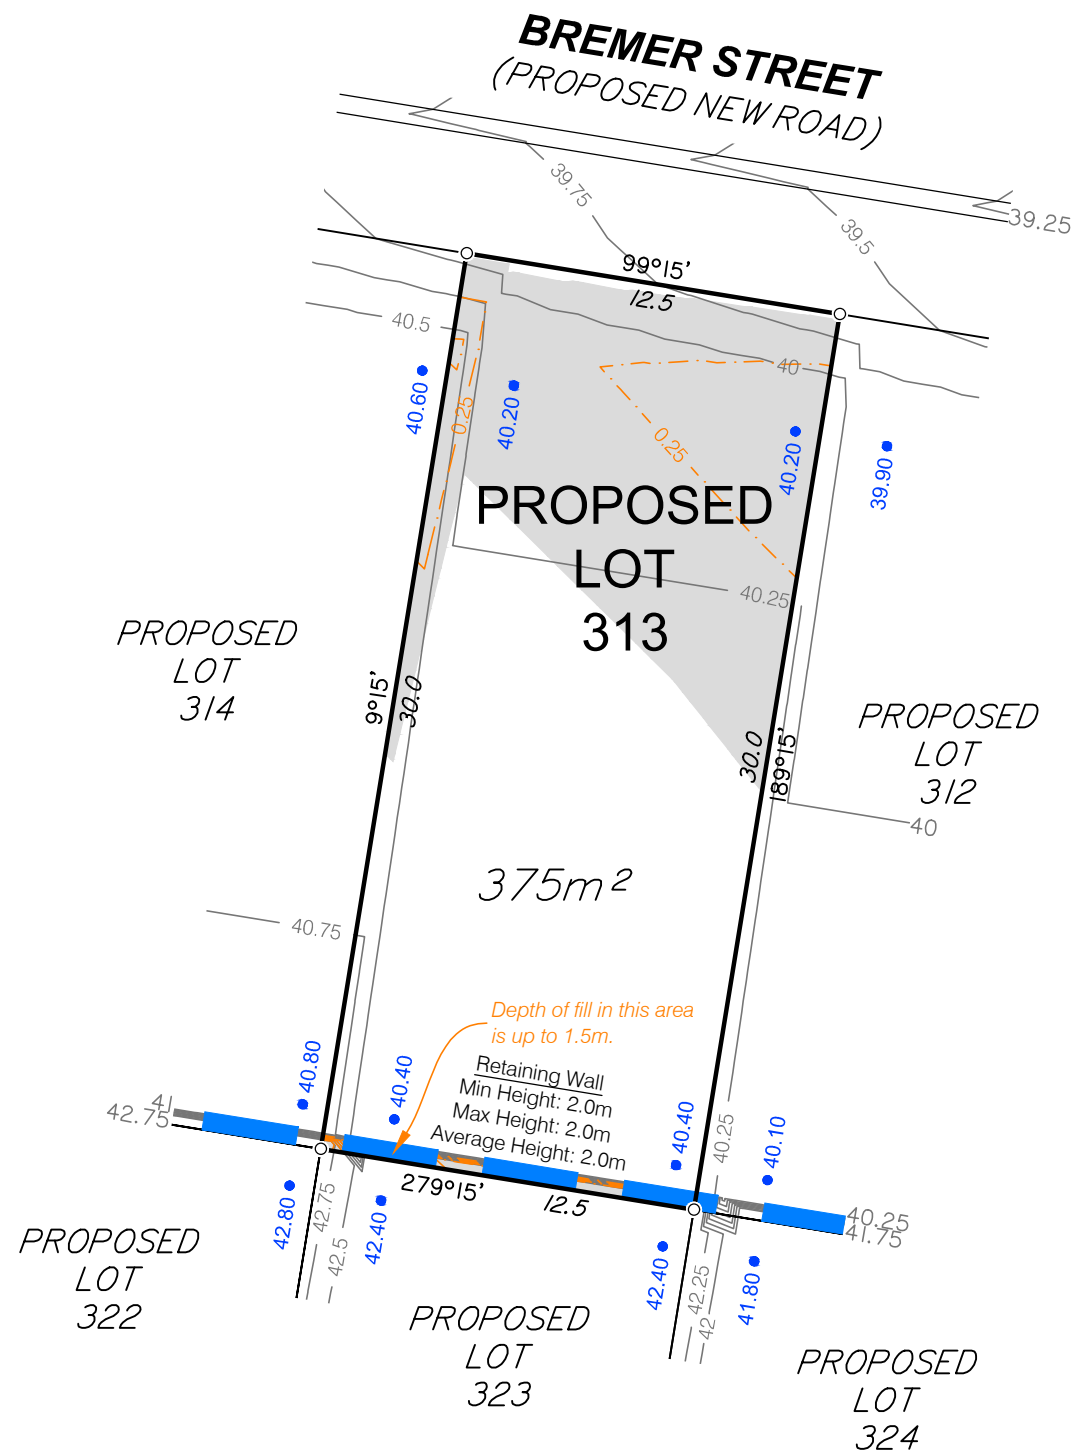 BREMER STREET
(PROPOSED NEW ROAD)
39.75
39.5
39.25
99°15'
12.5
40.5
40
40.60
0.25
40.20
0.25
40.20
39.90
PROPOSED
LOT
313
40.25
PROPOSED
LOT
314
9°15'
30.0
30.0
189°15'
PROPOSED
LOT
312
40
375m²
40.75
Depth of fill in this area
is up to 1.5m.
Retaining Wall
Min Height: 2.0m
Max Height: 2.0m
Average Height: 2.0m
40.80
40.40
40.40
40.25
40.10
41
42.75
279°15'
12.5
40.25
41.75
42.80
42.75
42.5
42.40
42.40
42.25
42
41.80
PROPOSED
LOT
322
PROPOSED
LOT
323
PROPOSED
LOT
324